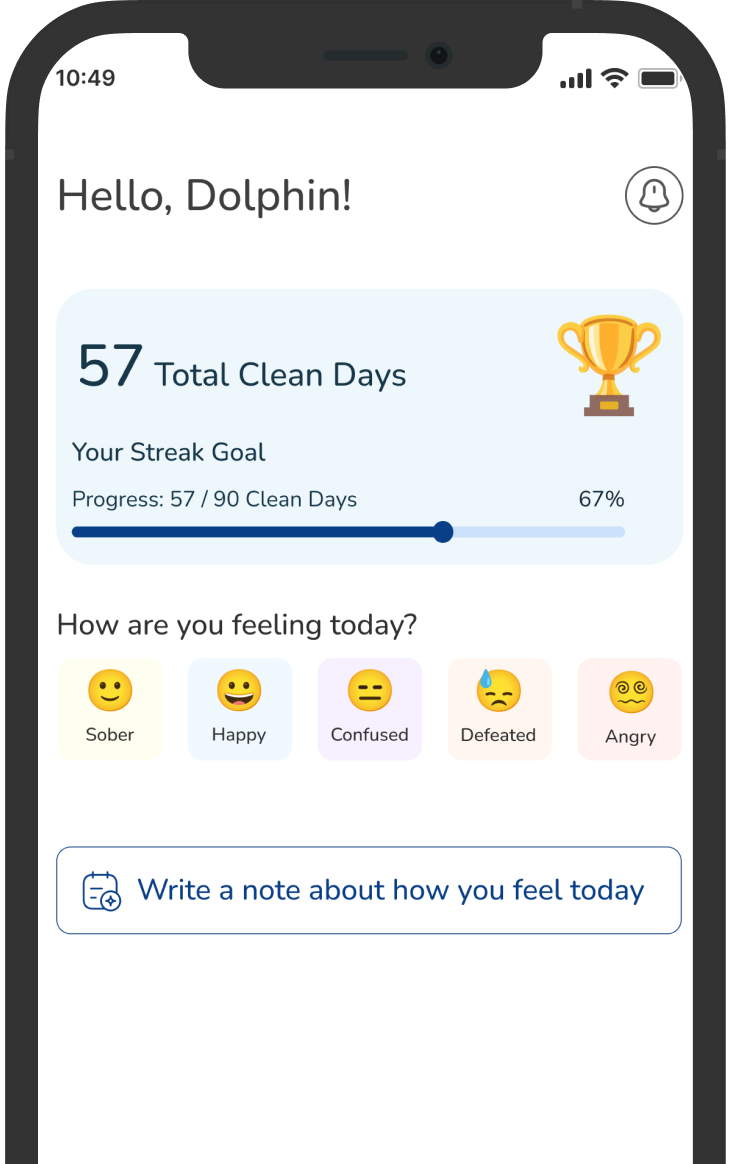 10:49
Hello, Dolphin!
57 Total Clean Days
Your Streak Goal
Progress: 57 / 90 Clean Days 67%
How are you feeling today?
Sober Happy Confused Defeated Angry
Write a note about how you feel today